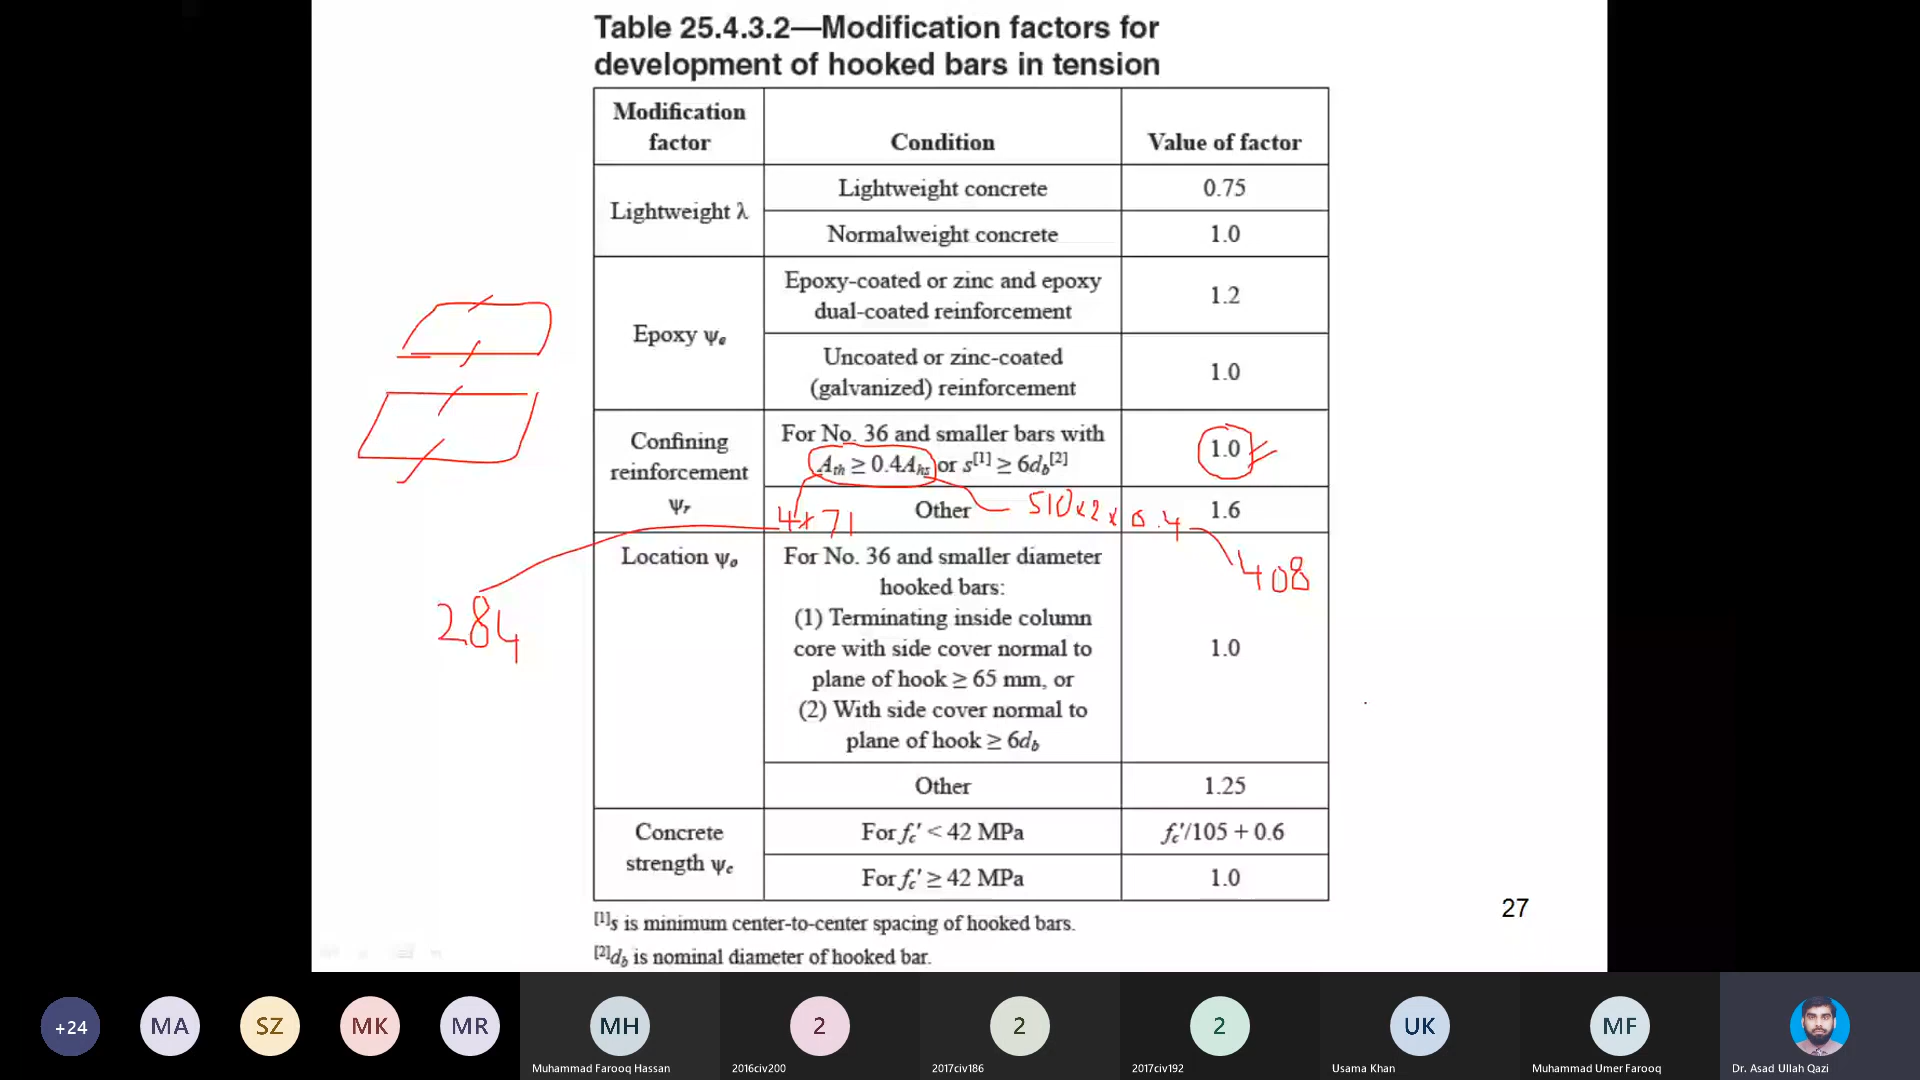 Table 25.4.3.2—Modification factors for
development of hooked bars in tension
Modification
factor
Condition
Value of factor
Lightweight λ
Lightweight concrete
0.75
Normalweight concrete
1.0
Epoxy ψe
Epoxy-coated or zinc and epoxy
dual-coated reinforcement
1.2
Uncoated or zinc-coated
(galvanized) reinforcement
1.0
Confining
reinforcement
ψr
For No. 36 and smaller bars with
Ath ≥ 0.4Ahs or s[1] ≥ 6db[2]
1.0
Other
1.6
4x71
510x2x0.4
408
284
Location ψo
For No. 36 and smaller diameter
hooked bars:
(1) Terminating inside column
core with side cover normal to
plane of hook ≥ 65 mm, or
(2) With side cover normal to
plane of hook ≥ 6db
1.0
Other
1.25
Concrete
strength ψc
For fc′ < 42 MPa
fc′/105 + 0.6
For fc′ ≥ 42 MPa
1.0
[1]s is minimum center-to-center spacing of hooked bars.
[2]db is nominal diameter of hooked bar.
27
+24
MA
SZ
MK
MR
MH
Muhammad Farooq Hassan
2
2016civ200
2
2017civ186
2
2017civ192
UK
Usama Khan
MF
Muhammad Umer Farooq
Dr. Asad Ullah Qazi